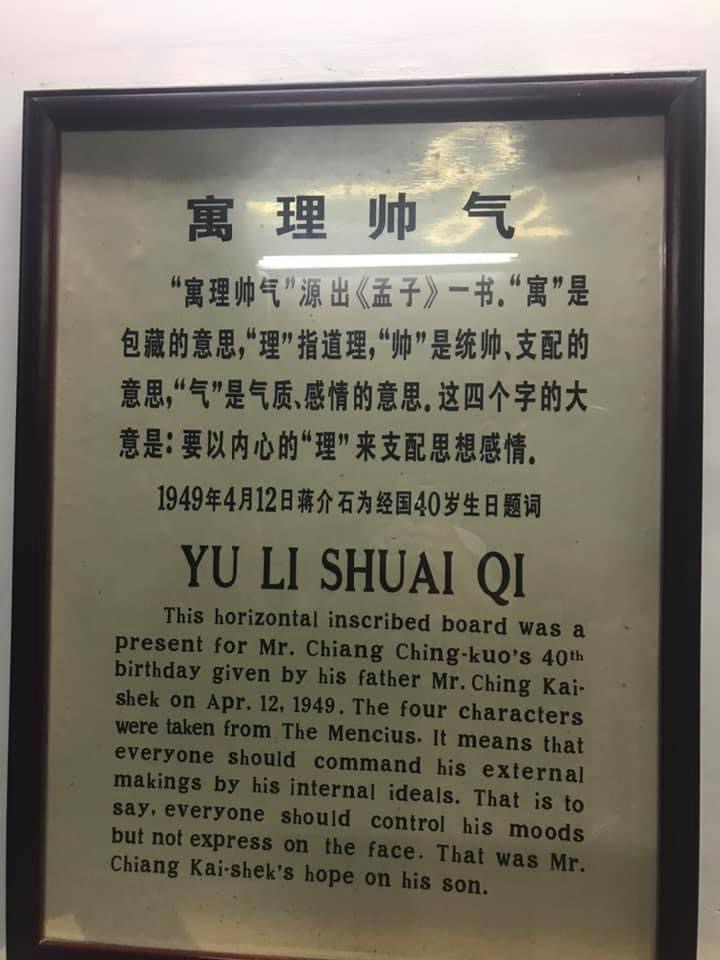 寓理帅气
“寓理帅气”源出《孟子》一书.“寓”是
包藏的意思,“理”指道理,“帅”是统帅、支配的
意思,“气”是气质、感情的意思.这四个字的大
意是:要以内心的“理”来支配思想感情.
1949年4月12日蒋介石为经国40岁生日题词
YU LI SHUAI QI
This horizontal inscribed board was a
present for Mr. Chiang Ching-kuo's 40th
birthday given by his father Mr. Ching Kai-
shek on Apr. 12, 1949. The four characters
were taken from The Mencius. It means that
everyone should command his external
makings by his internal ideals. That is to
say, everyone should control his moods
but not express on the face. That was Mr.
Chiang Kai-shek's hope on his son.